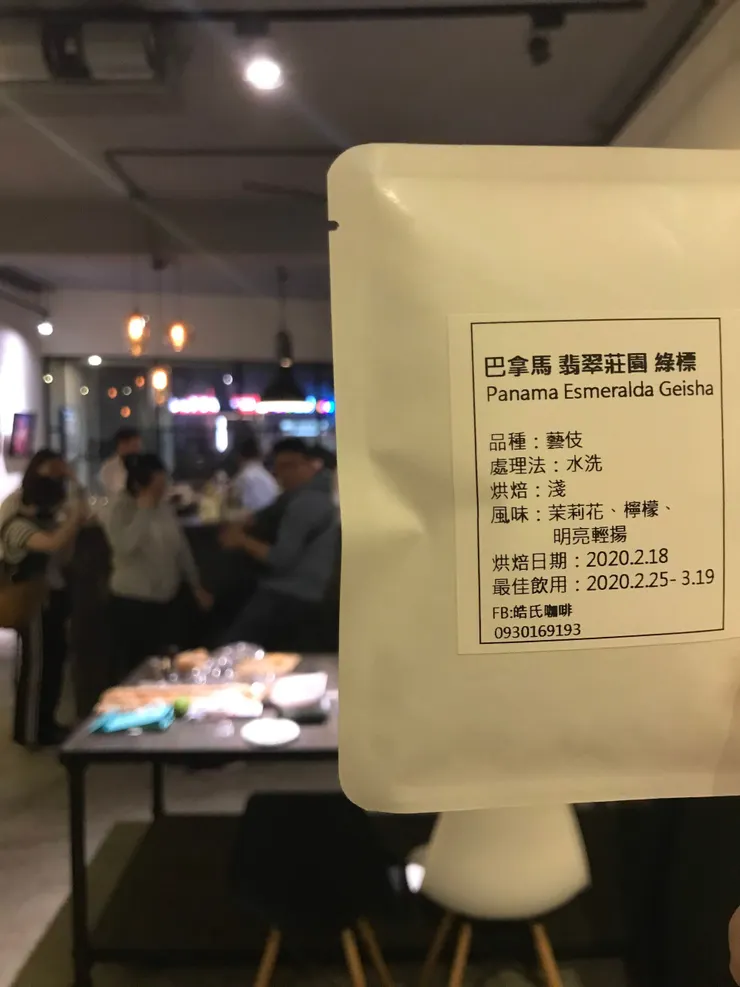 巴拿馬 翡翠莊園 綠標
Panama Esmeralda Geisha
品種：藝伎
處理法：水洗
烘焙：淺
風味：茉莉花、檸檬、
明亮輕揚
烘焙日期：2020.2.18
最佳飲用：2020.2.25- 3.19
FB:皓氏咖啡
0930169193